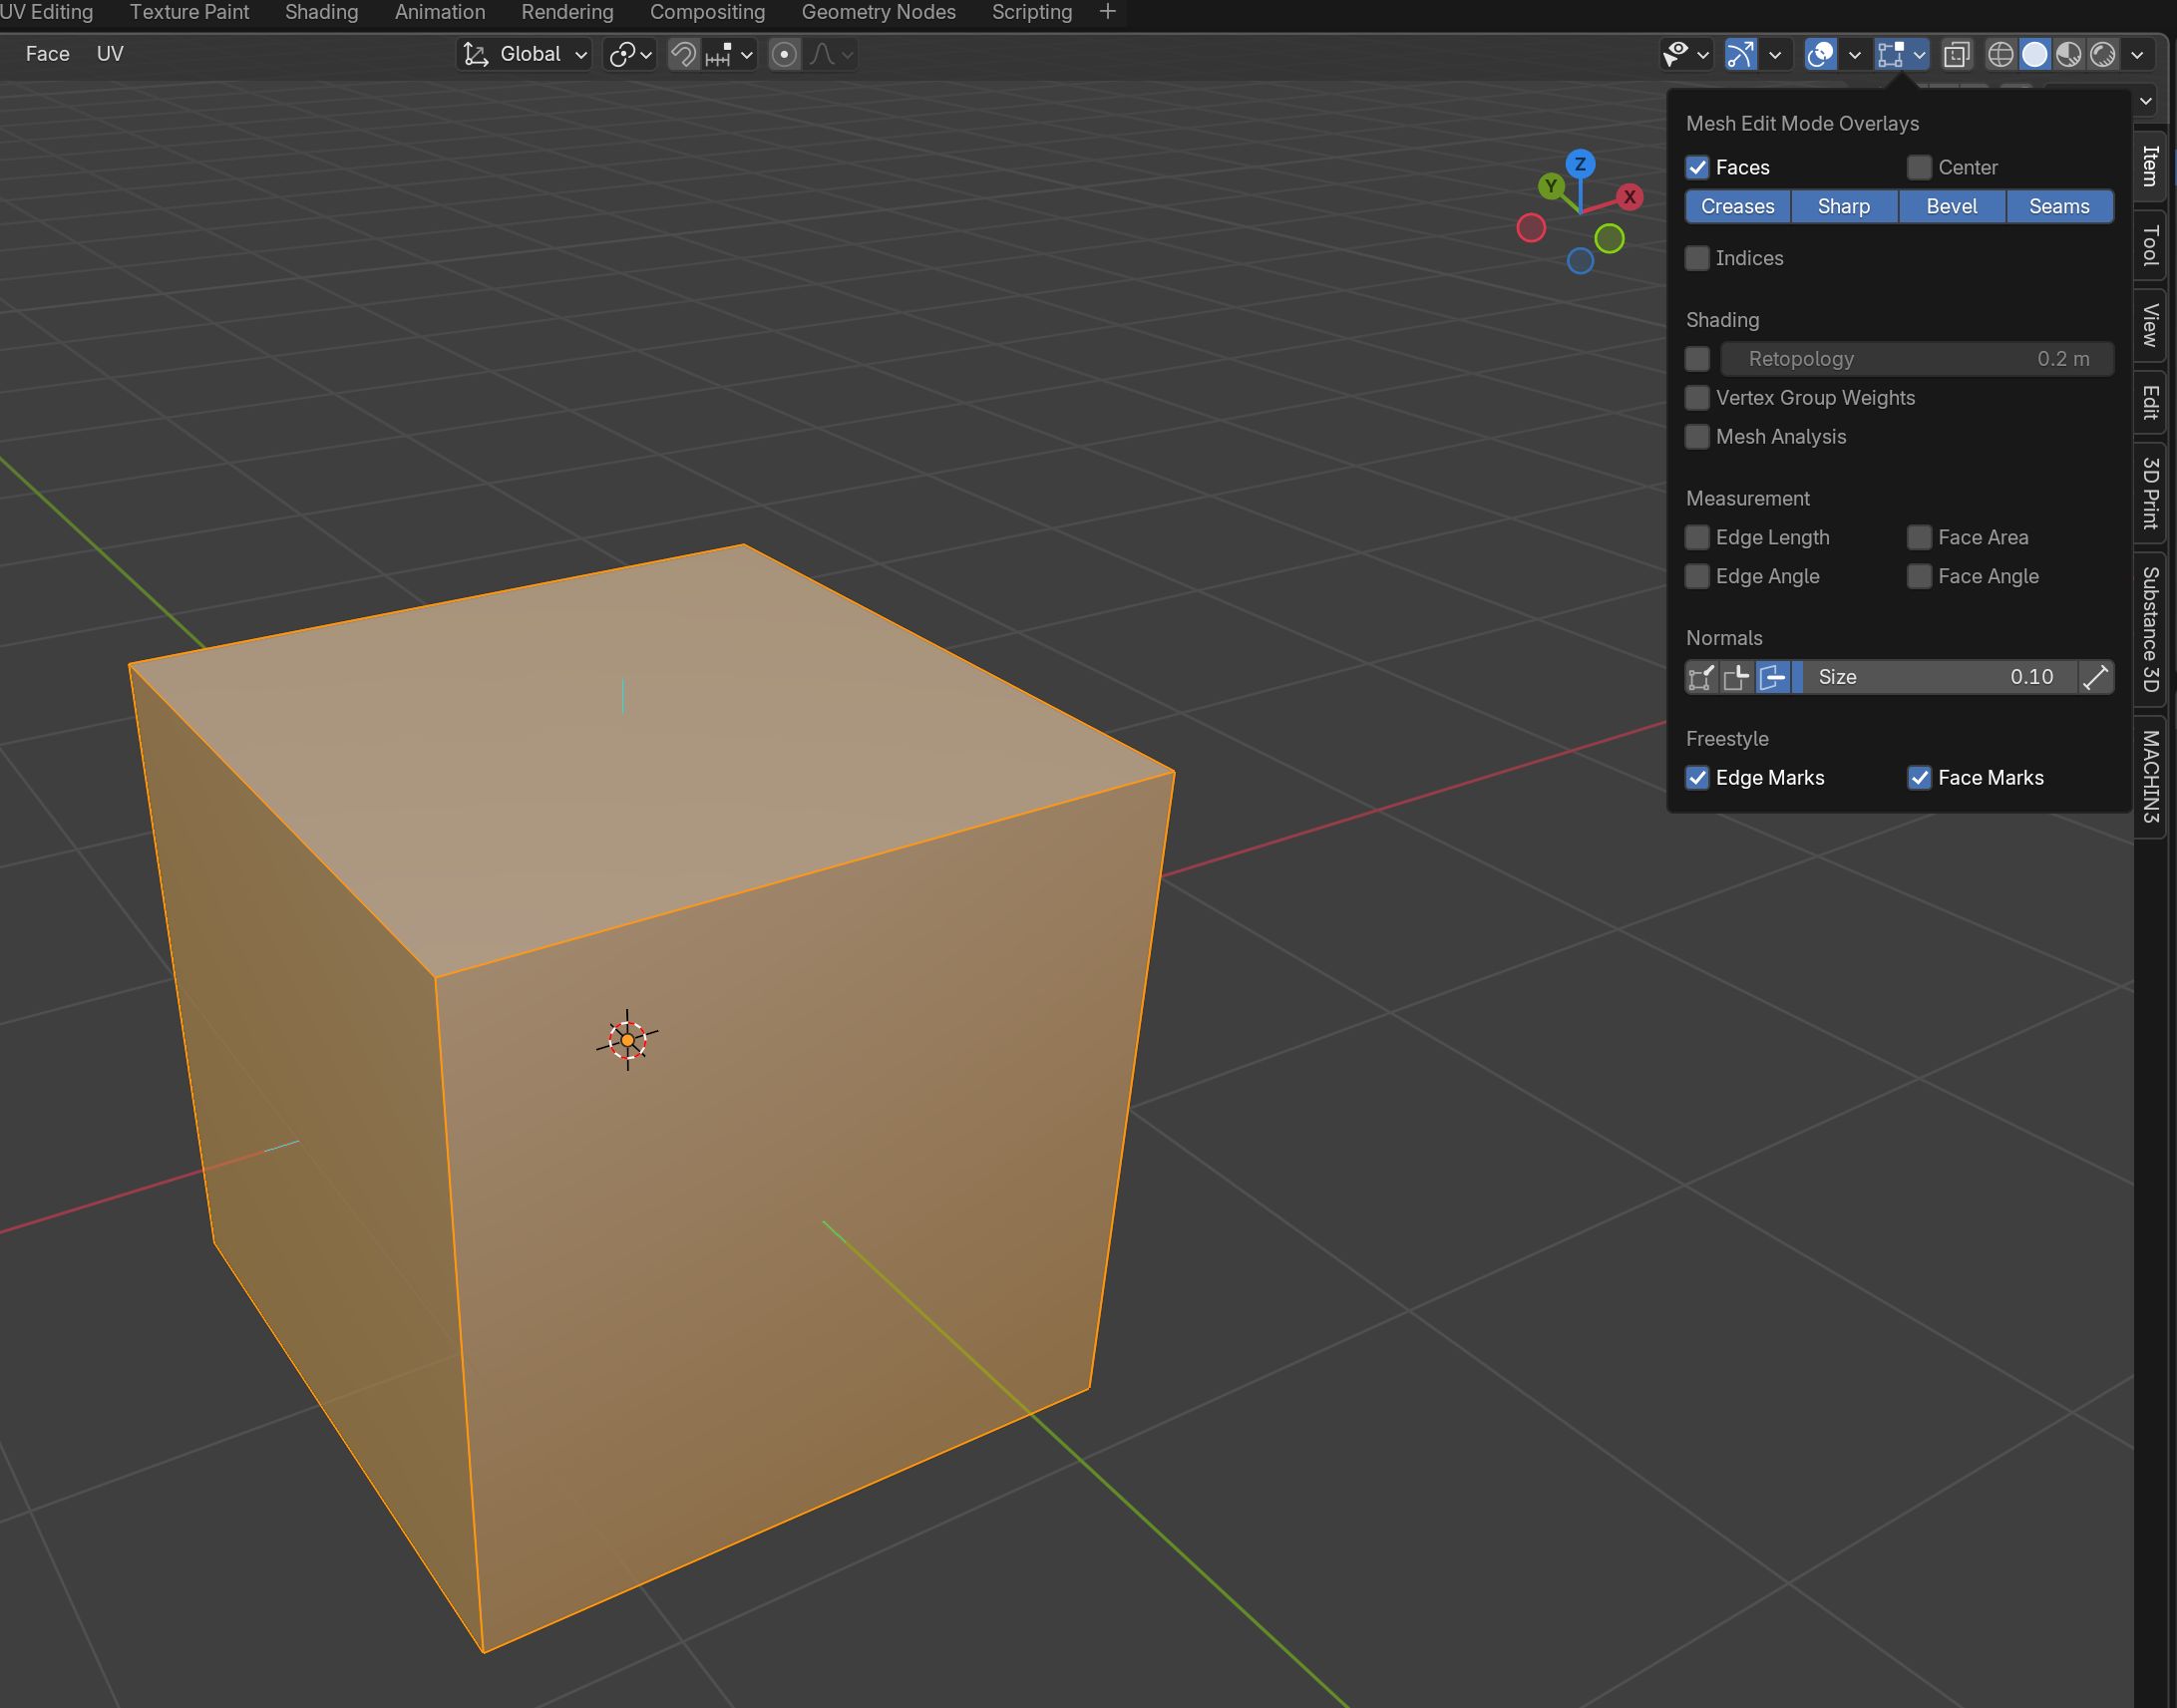 UV Editing Texture Paint Shading Animation Rendering Compositing Geometry Nodes Scripting +
Face UV Global
Mesh Edit Mode Overlays
Faces Center
Creases Sharp Bevel Seams
Indices
Shading
Retopology 0.2 m
Vertex Group Weights
Mesh Analysis
Measurement
Edge Length Face Area
Edge Angle Face Angle
Normals
Size 0.10
Freestyle
Edge Marks Face Marks
Z
Y
X
Item
Tool
View
Edit
3D Print
Substance 3D
MACHIN3